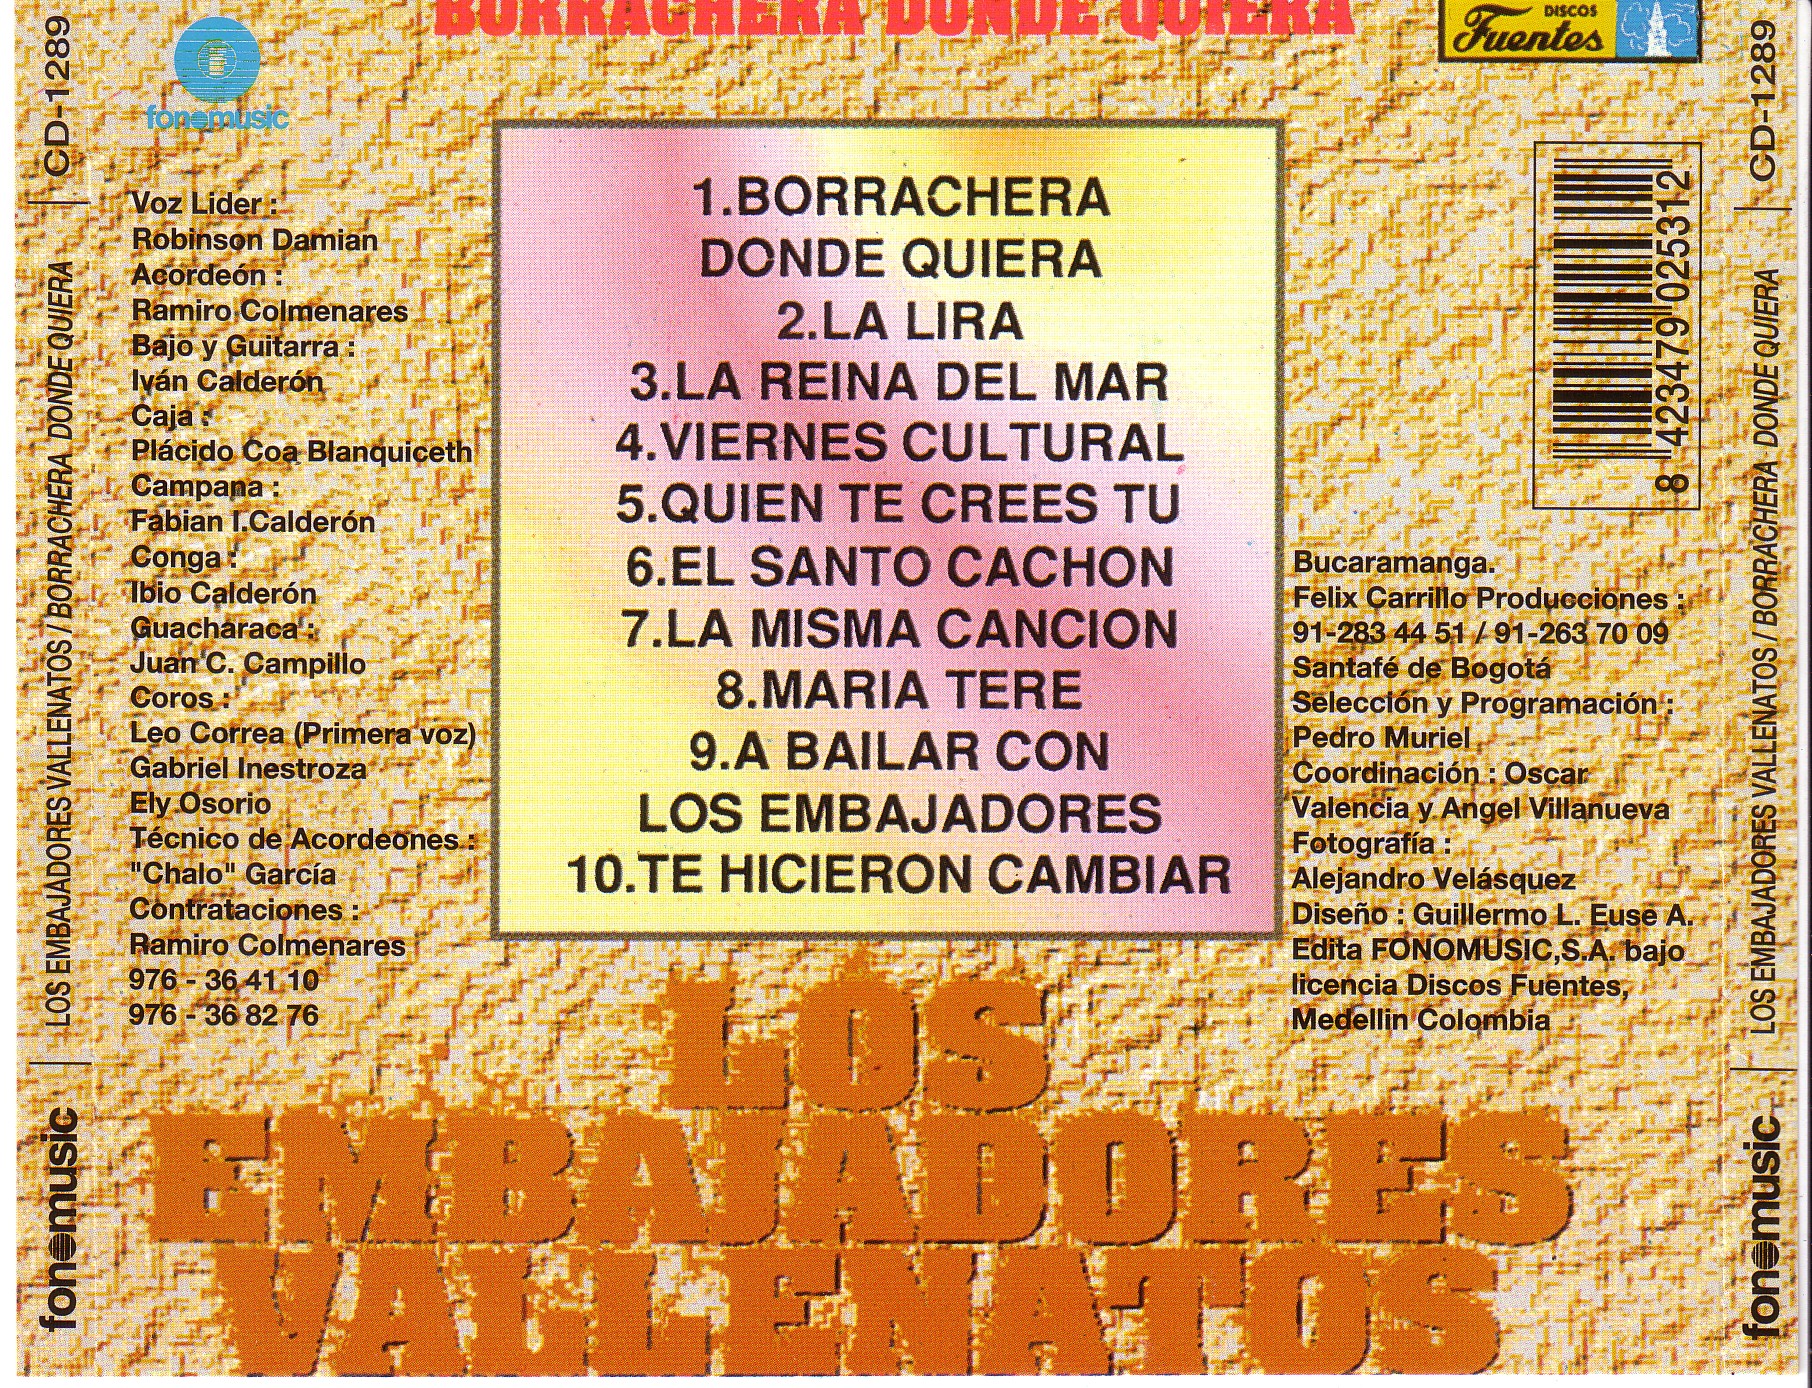 BORRACHERA DONDE QUIERA
DISCOS
Fuentes
fonomusic
CD-1289
LOS EMBAJADORES VALLENATOS / BORRACHERA DONDE QUIERA
fonomusic
Voz Lider :
Robinson Damian
Acordeón :
Ramiro Colmenares
Bajo y Guitarra :
Iván Calderón
Caja :
Plácido Coa Blanquiceth
Campana :
Fabian I.Calderón
Conga :
Ibio Calderón
Guacharaca :
Juan C. Campillo
Coros :
Leo Correa (Primera voz)
Gabriel Inestroza
Ely Osorio
Técnico de Acordeones :
"Chalo" García
Contrataciones :
Ramiro Colmenares
976 - 36 41 10
976 - 36 82 76
1.BORRACHERA
DONDE QUIERA
2.LA LIRA
3.LA REINA DEL MAR
4.VIERNES CULTURAL
5.QUIEN TE CREES TU
6.EL SANTO CACHON
7.LA MISMA CANCION
8.MARIA TERE
9.A BAILAR CON
LOS EMBAJADORES
10.TE HICIERON CAMBIAR
8 423479 025312
Bucaramanga.
Felix Carrillo Producciones :
91-283 44 51 / 91-263 70 09
Santafé de Bogotá
Selección y Programación :
Pedro Muriel
Coordinación : Oscar
Valencia y Angel Villanueva
Fotografía :
Alejandro Velásquez
Diseño : Guillermo L. Euse A.
Edita FONOMUSIC,S.A. bajo
licencia Discos Fuentes,
Medellin Colombia
LOS
EMBAJADORES
VALLENATOS
CD-1289
LOS EMBAJADORES VALLENATOS / BORRACHERA DONDE QUIERA
fonomusic